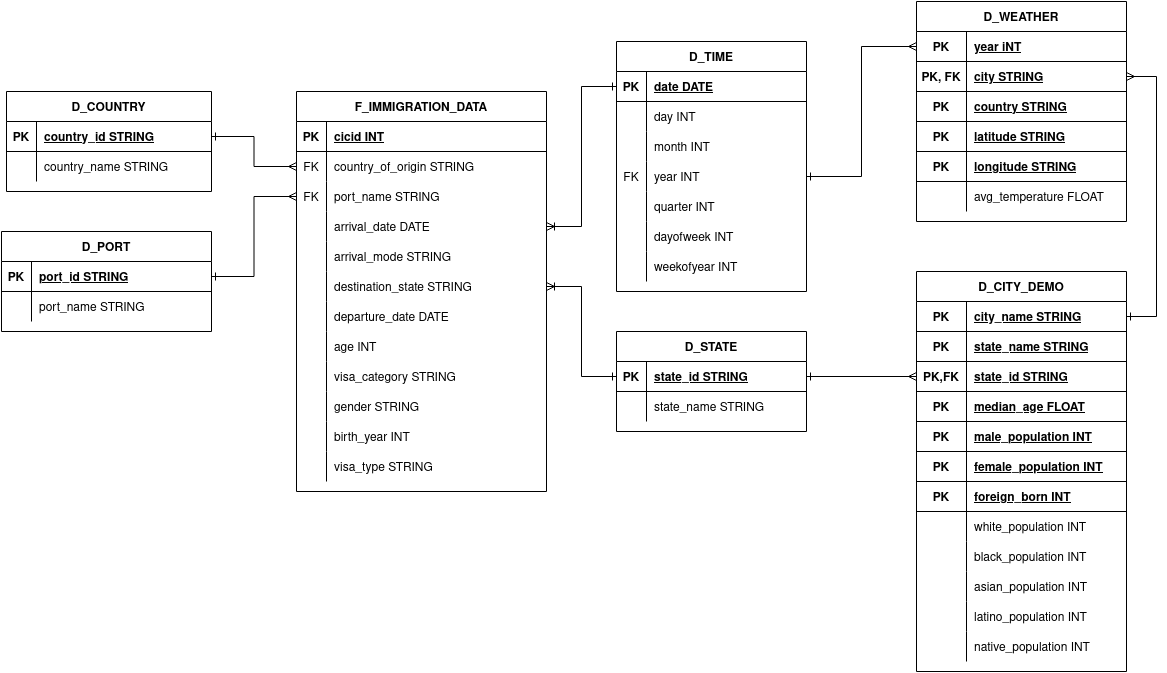 D_COUNTRY
PK country_id STRING
country_name STRING
D_PORT
PK port_id STRING
port_name STRING
F_IMMIGRATION_DATA
PK cicid INT
FK country_of_origin STRING
FK port_name STRING
arrival_date DATE
arrival_mode STRING
destination_state STRING
departure_date DATE
age INT
visa_category STRING
gender STRING
birth_year INT
visa_type STRING
D_TIME
PK date DATE
day INT
month INT
FK year INT
quarter INT
dayofweek INT
weekofyear INT
D_STATE
PK state_id STRING
state_name STRING
D_WEATHER
PK year iNT
PK, FK city STRING
PK country STRING
PK latitude STRING
PK longitude STRING
avg_temperature FLOAT
D_CITY_DEMO
PK city_name STRING
PK state_name STRING
PK,FK state_id STRING
PK median_age FLOAT
PK male_population INT
PK female_population INT
PK foreign_born INT
white_population INT
black_population INT
asian_population INT
latino_population INT
native_population INT